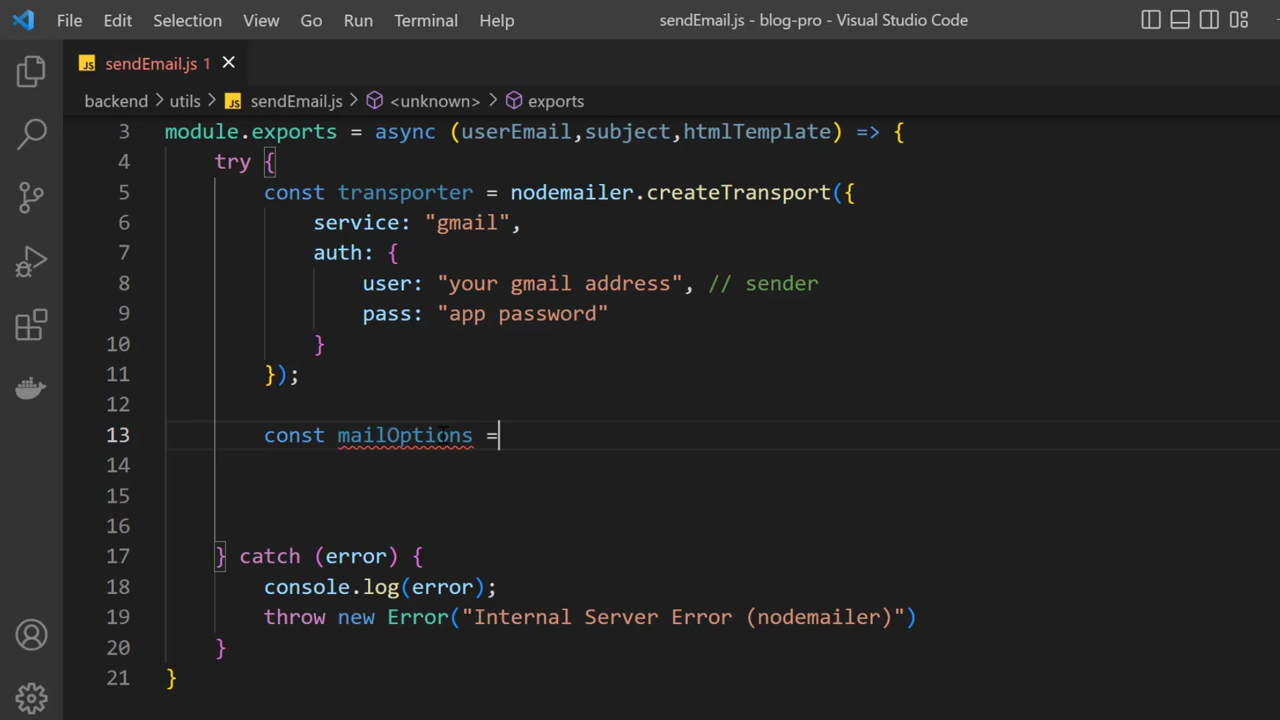 File Edit Selection View Go Run Terminal Help sendEmail.js - blog-pro - Visual Studio Code
JS sendEmail.js 1
backend > utils > JS sendEmail.js > <unknown> > exports
3 module.exports = async (userEmail,subject,htmlTemplate) => {
4 try {
5 const transporter = nodemailer.createTransport({
6 service: "gmail",
7 auth: {
8 user: "your gmail address", // sender
9 pass: "app password"
10 }
11 });
12
13 const mailOptions =
14
15
16
17 } catch (error) {
18 console.log(error);
19 throw new Error("Internal Server Error (nodemailer)")
20 }
21 }